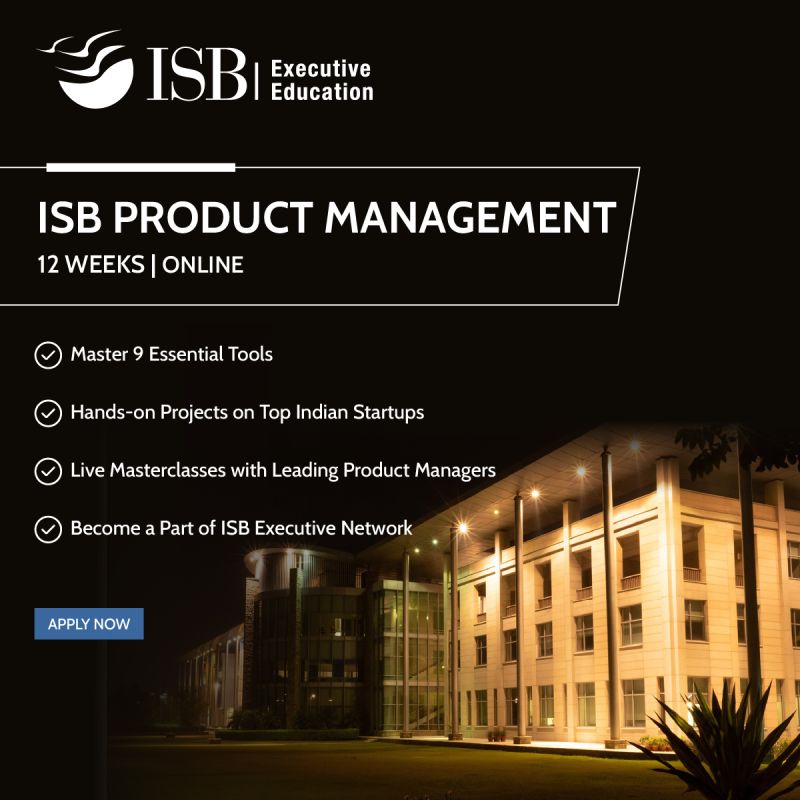 ISB
Executive
Education
ISB PRODUCT MANAGEMENT
12 WEEKS | ONLINE
Master 9 Essential Tools
Hands-on Projects on Top Indian Startups
Live Masterclasses with Leading Product Managers
Become a Part of ISB Executive Network
APPLY NOW